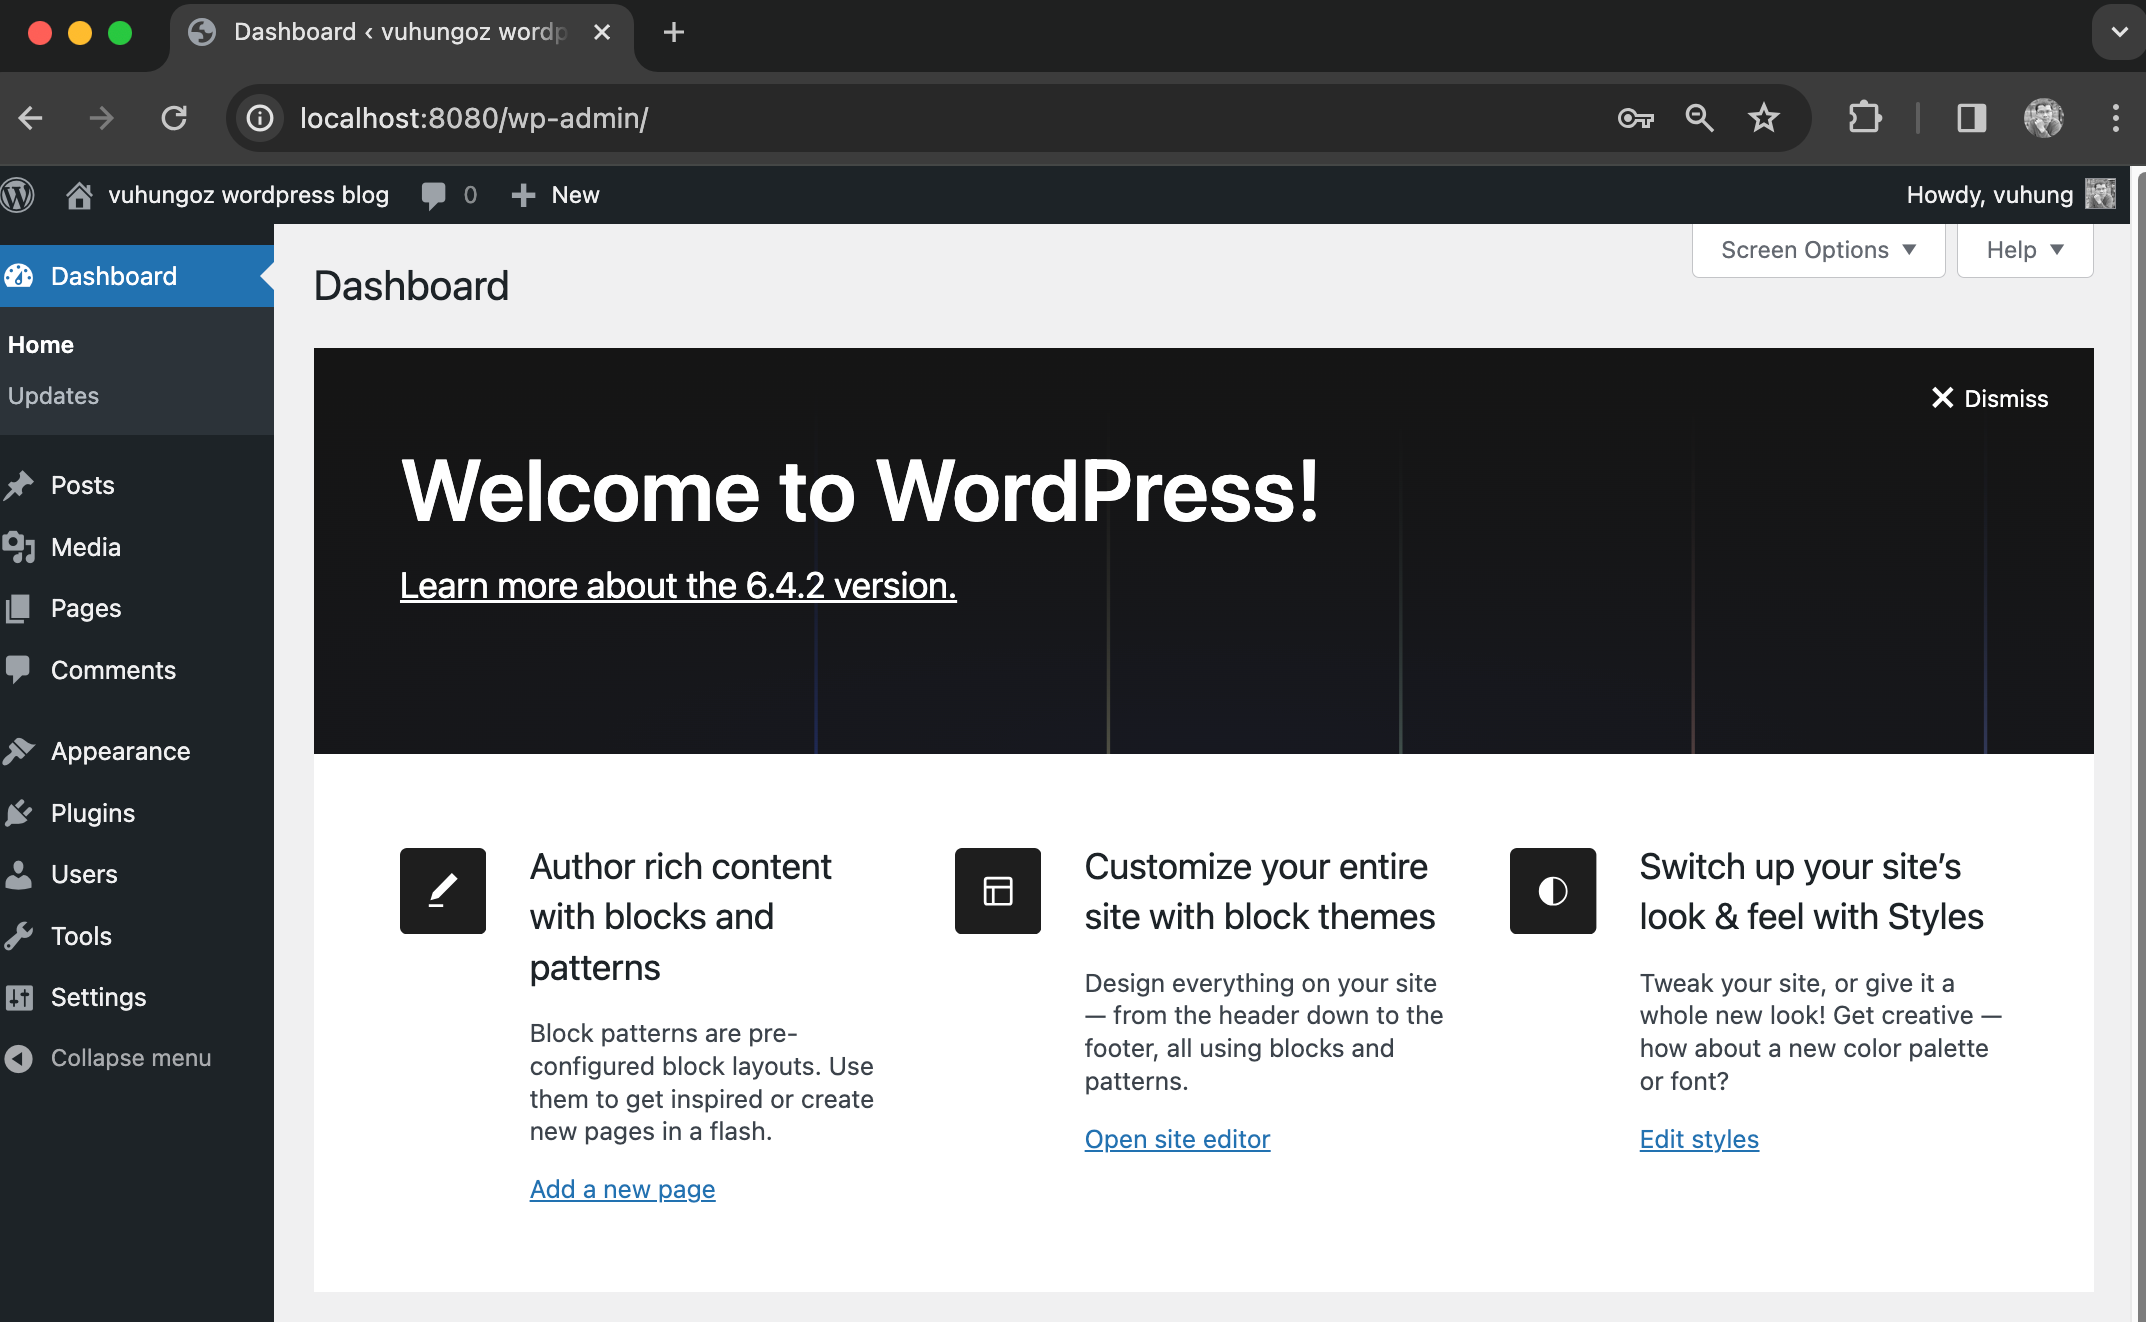 Dashboard ‹ vuhungoz wordp
localhost:8080/wp-admin/
vuhungoz wordpress blog 0 New Howdy, vuhung
Screen Options Help
Dashboard
Home
Updates
Posts
Media
Pages
Comments
Appearance
Plugins
Users
Tools
Settings
Collapse menu
Dashboard
Dismiss
Welcome to WordPress!
Learn more about the 6.4.2 version.
Author rich content
with blocks and
patterns
Block patterns are pre-
configured block layouts. Use
them to get inspired or create
new pages in a flash.
Add a new page
Customize your entire
site with block themes
Design everything on your site
— from the header down to the
footer, all using blocks and
patterns.
Open site editor
Switch up your site’s
look & feel with Styles
Tweak your site, or give it a
whole new look! Get creative —
how about a new color palette
or font?
Edit styles